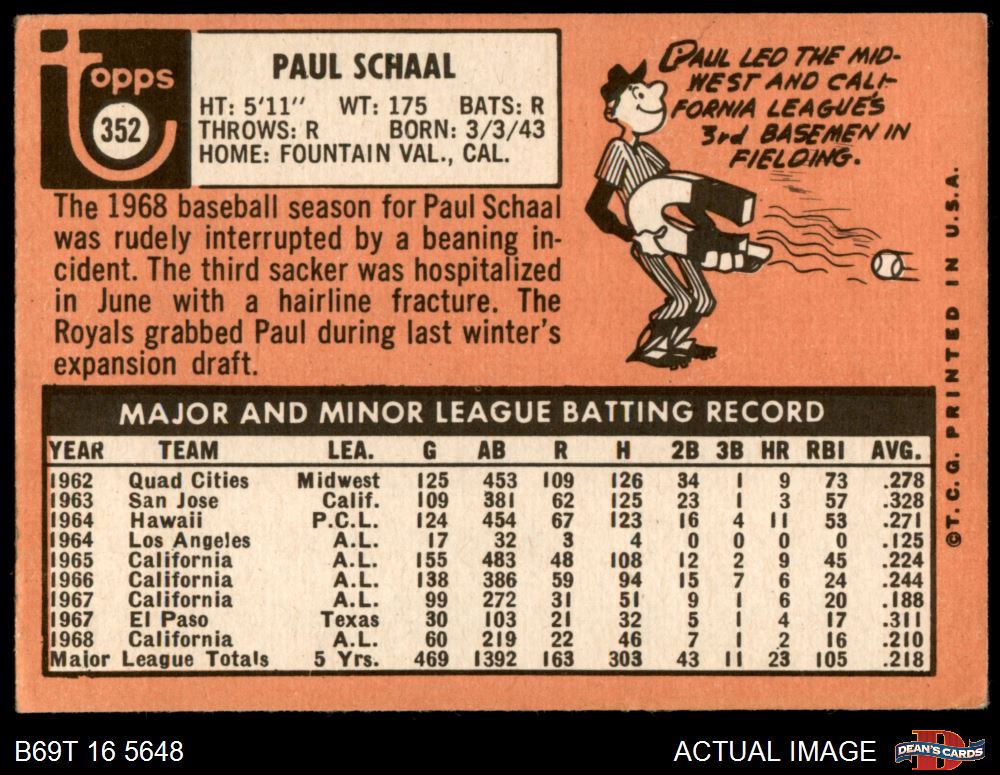 topps
352
PAUL SCHAAL
HT: 5'11" WT: 175 BATS: R
THROWS: R BORN: 3/3/43
HOME: FOUNTAIN VAL., CAL.
PAUL LED THE MID-
WEST AND CALI-
FORNIA LEAGUE'S
3rd BASEMEN IN
FIELDING.
The 1968 baseball season for Paul Schaal
was rudely interrupted by a beaning in-
cident. The third sacker was hospitalized
in June with a hairline fracture. The
Royals grabbed Paul during last winter's
expansion draft.
MAJOR AND MINOR LEAGUE BATTING RECORD
YEAR TEAM LEA. G AB R H 2B 3B HR RBI AVG.
1962 Quad Cities Midwest 125 453 109 126 34 1 9 73 .278
1963 San Jose Calif. 109 381 62 125 23 1 3 57 .328
1964 Hawaii P.C.L. 124 454 67 123 16 4 11 53 .271
1964 Los Angeles A.L. 17 32 3 4 0 0 0 0 .125
1965 California A.L. 155 483 48 108 12 2 9 45 .224
1966 California A.L. 138 386 59 94 15 7 6 24 .244
1967 California A.L. 99 272 31 51 9 1 6 20 .188
1967 El Paso Texas 30 103 21 32 5 1 4 17 .311
1968 California A.L. 60 219 22 46 7 1 2 16 .210
Major League Totals 5 Yrs. 469 1392 163 303 43 11 23 105 .218
©T. C. G. PRINTED IN U.S.A.
B69T 16 5648
ACTUAL IMAGE
DEAN'S CARDS